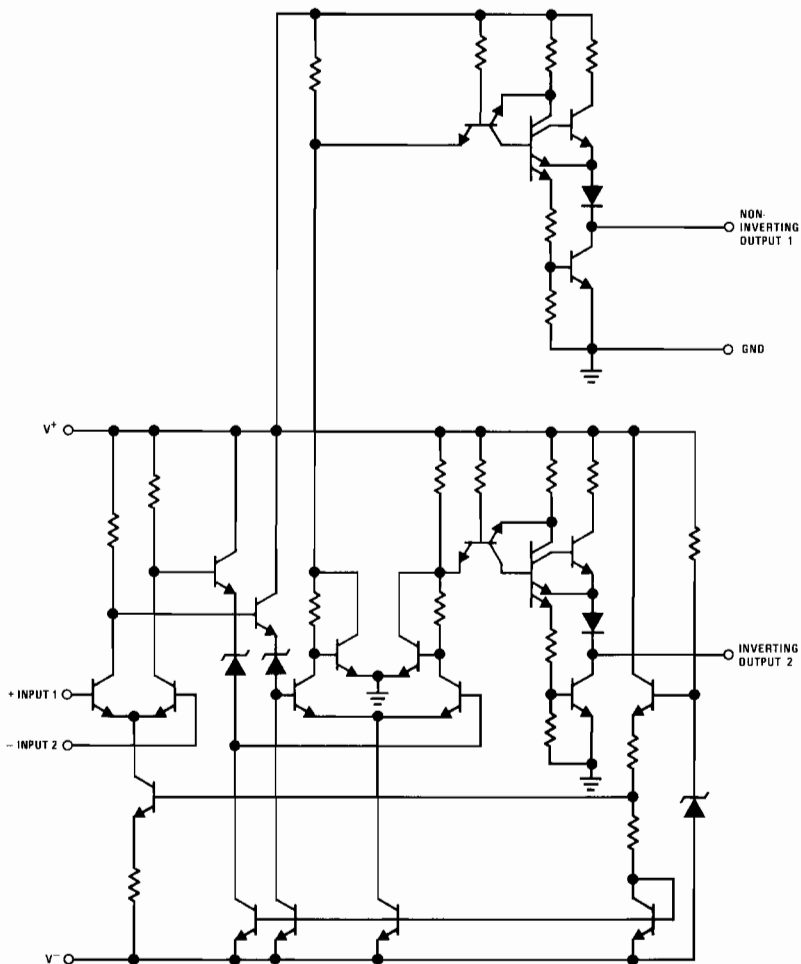 NON-
INVERTING
OUTPUT 1
GND
V+
INVERTING
OUTPUT 2
+ INPUT 1
– INPUT 2
V–